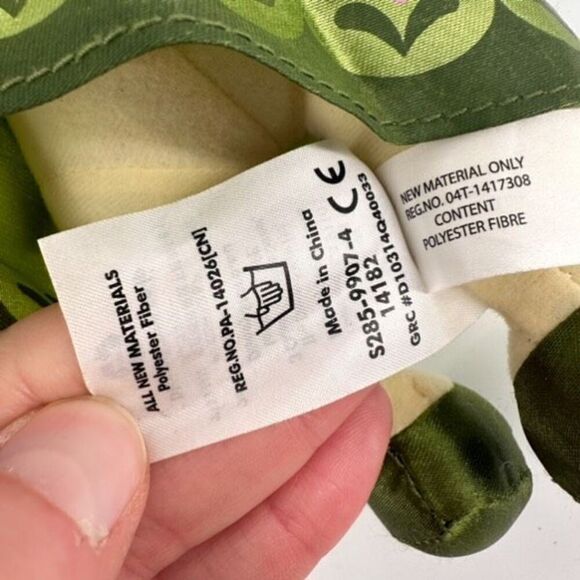 ALL NEW MATERIALS
Polyester Fiber
REG.NO.PA-14026(CN)
Made in China
CE
S285-9907-4
14182
GRC#D10314Q40033
NEW MATERIAL ONLY
REG.NO. 04T-1417308
CONTENT
POLYESTER FIBRE